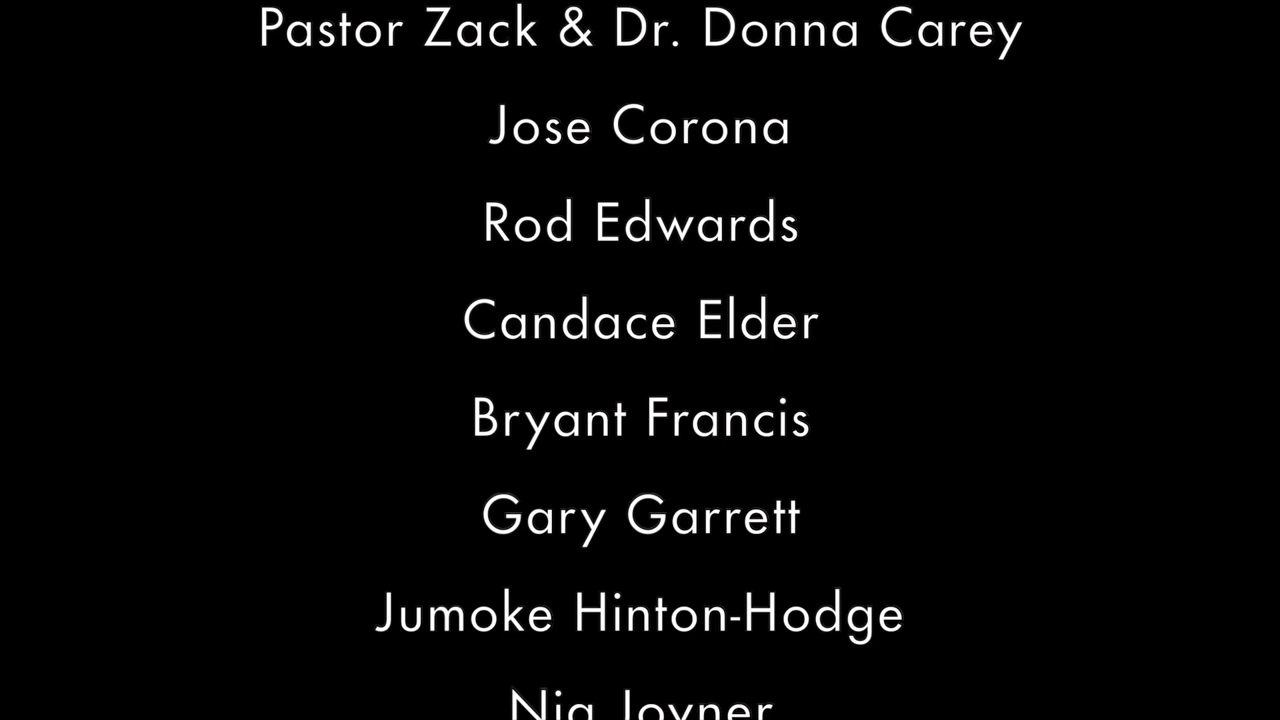 Pastor Zack & Dr. Donna Carey
Jose Corona
Rod Edwards
Candace Elder
Bryant Francis
Gary Garrett
Jumoke Hinton-Hodge
Nia Joyner